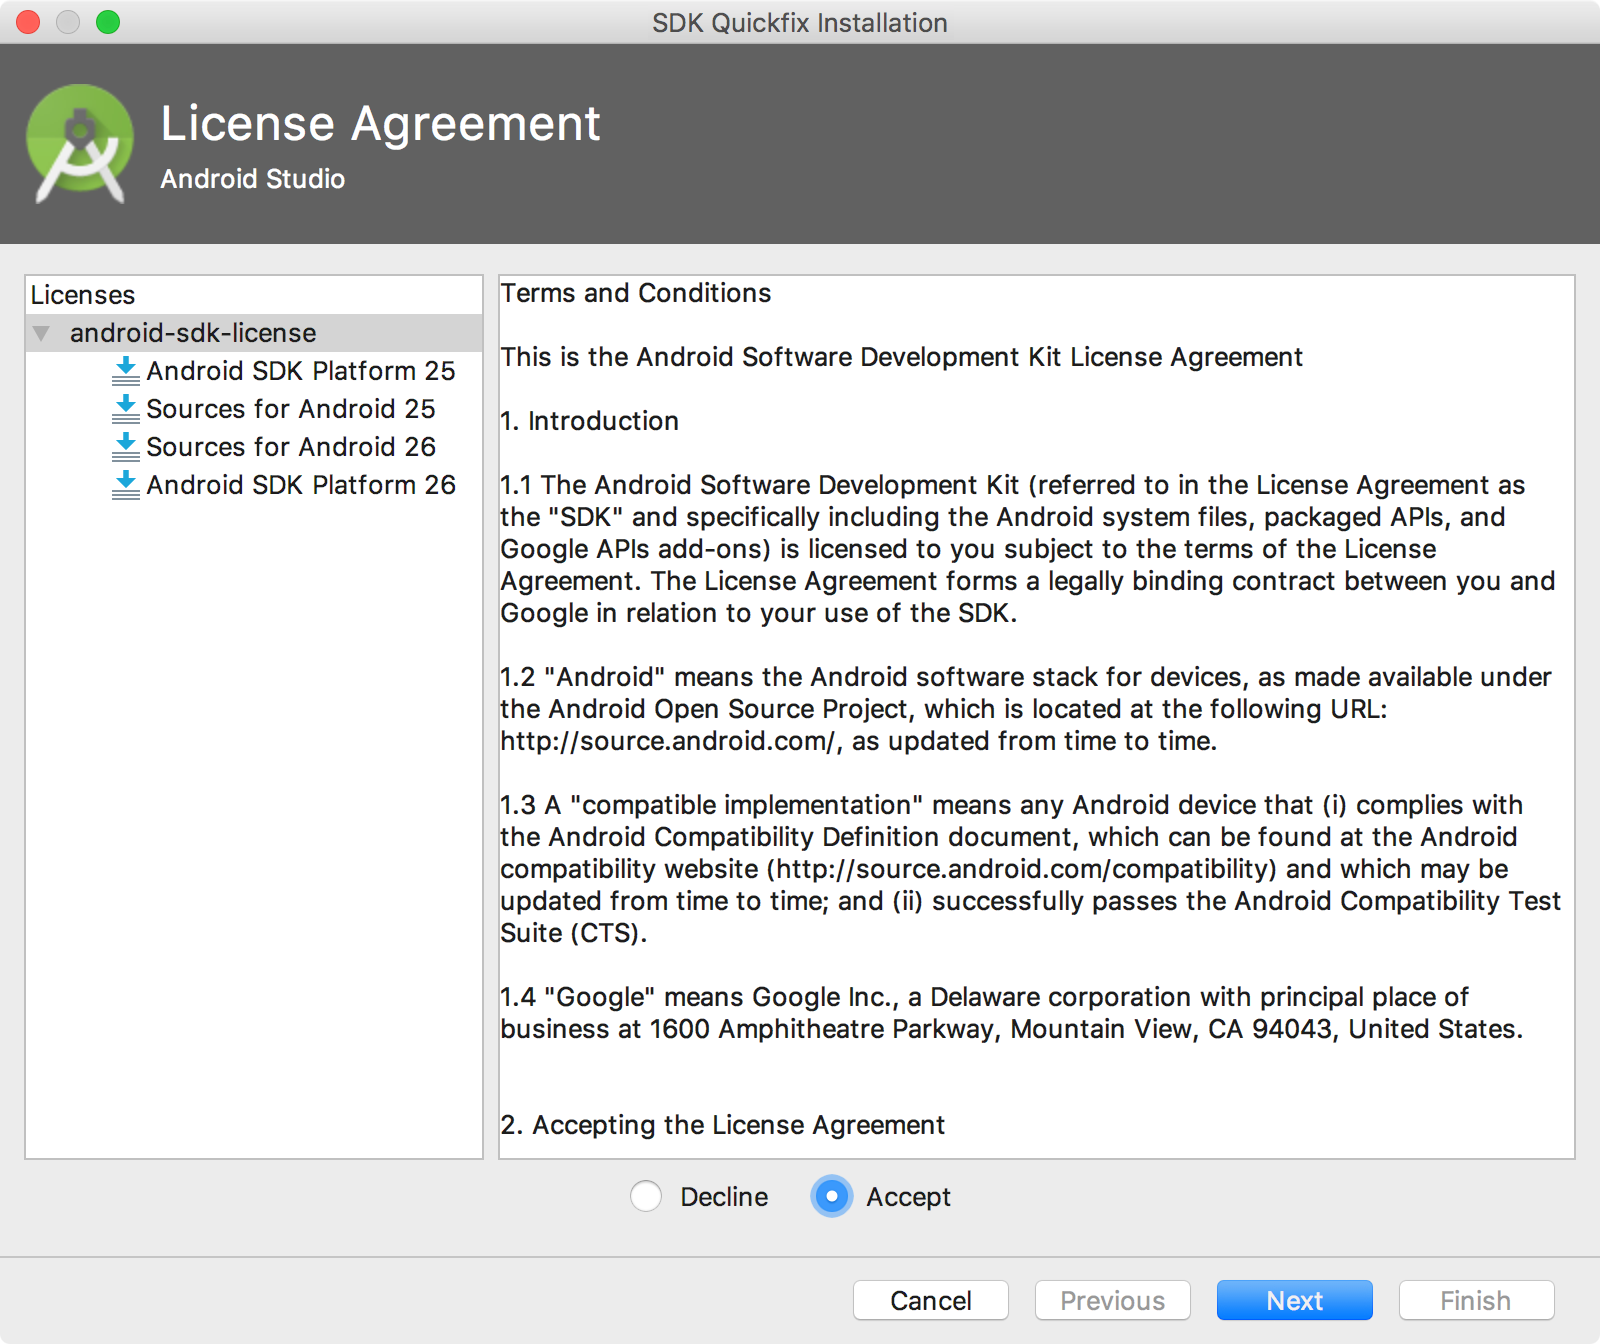 SDK Quickfix Installation
License Agreement
Android Studio
Licenses
android-sdk-license
Android SDK Platform 25
Sources for Android 25
Sources for Android 26
Android SDK Platform 26
Terms and Conditions
This is the Android Software Development Kit License Agreement
1. Introduction
1.1 The Android Software Development Kit (referred to in the License Agreement as
the "SDK" and specifically including the Android system files, packaged APIs, and
Google APIs add-ons) is licensed to you subject to the terms of the License
Agreement. The License Agreement forms a legally binding contract between you and
Google in relation to your use of the SDK.
1.2 "Android" means the Android software stack for devices, as made available under
the Android Open Source Project, which is located at the following URL:
http://source.android.com/, as updated from time to time.
1.3 A "compatible implementation" means any Android device that (i) complies with
the Android Compatibility Definition document, which can be found at the Android
compatibility website (http://source.android.com/compatibility) and which may be
updated from time to time; and (ii) successfully passes the Android Compatibility Test
Suite (CTS).
1.4 "Google" means Google Inc., a Delaware corporation with principal place of
business at 1600 Amphitheatre Parkway, Mountain View, CA 94043, United States.
2. Accepting the License Agreement
Decline
Accept
Cancel
Previous
Next
Finish